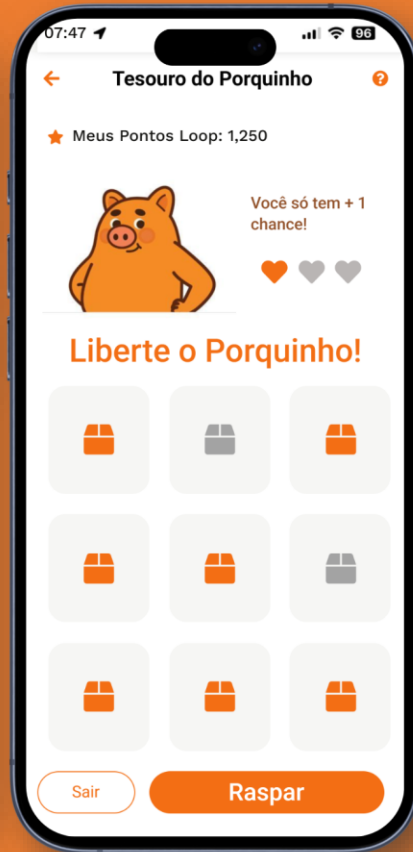 07:47
96
Tesouro do Porquinho
?
Meus Pontos Loop: 1,250
Você só tem + 1
chance!
Liberte o Porquinho!
Sair
Raspar